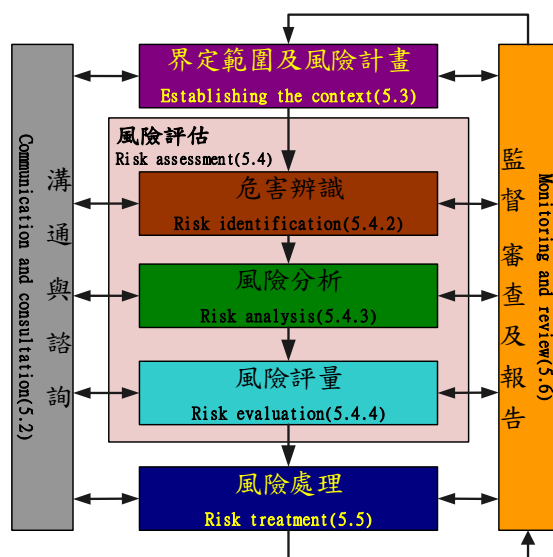 界定範圍及風險計畫
Establishing the context(5.3)
風險評估
Risk assessment(5.4)
危害辨識
Risk identification(5.4.2)
風險分析
Risk analysis(5.4.3)
風險評量
Risk evaluation(5.4.4)
風險處理
Risk treatment(5.5)
溝通與諮詢
Communication and consultation(5.2)
監督 審查及報告
Monitoring and review(5.6)